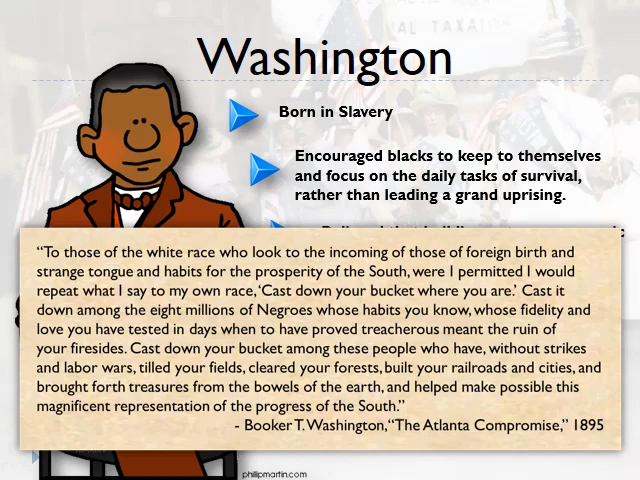 AL TAXATION
Washington
Born in Slavery
Encouraged blacks to keep to themselves
and focus on the daily tasks of survival,
rather than leading a grand uprising.
“To those of the white race who look to the incoming of those of foreign birth and
strange tongue and habits for the prosperity of the South, were I permitted I would
repeat what I say to my own race, ‘Cast down your bucket where you are.’ Cast it
down among the eight millions of Negroes whose habits you know, whose fidelity and
love you have tested in days when to have proved treacherous meant the ruin of
your firesides. Cast down your bucket among these people who have, without strikes
and labor wars, tilled your fields, cleared your forests, built your railroads and cities, and
brought forth treasures from the bowels of the earth, and helped make possible this
magnificent representation of the progress of the South.”
- Booker T. Washington, “The Atlanta Compromise,” 1895
philipmartin.com